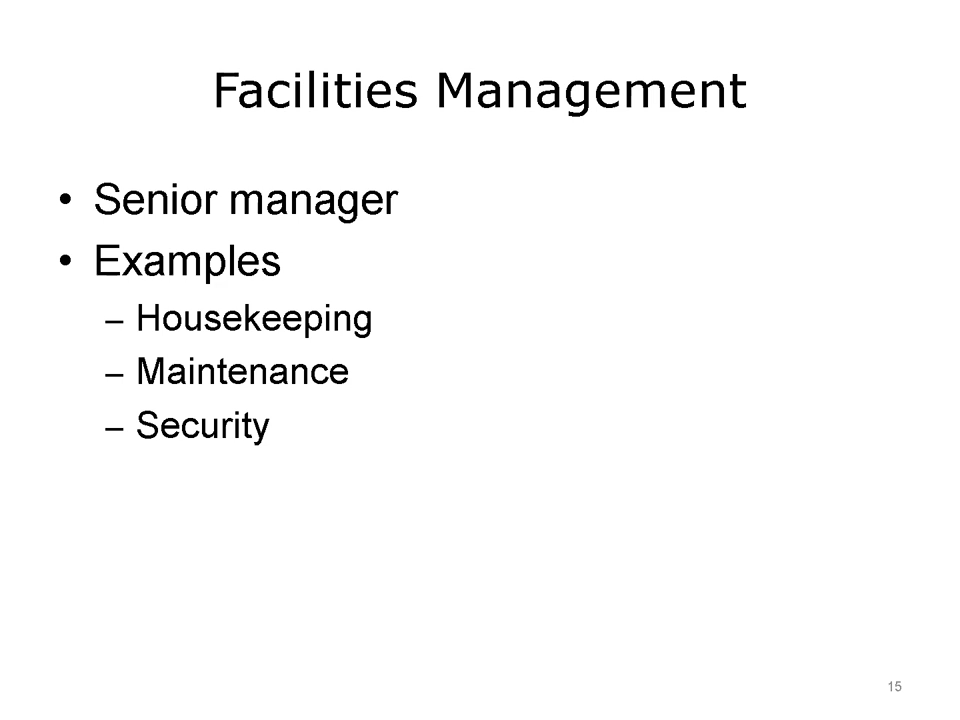 Facilities Management
• Senior manager
• Examples
– Housekeeping
– Maintenance
– Security
15